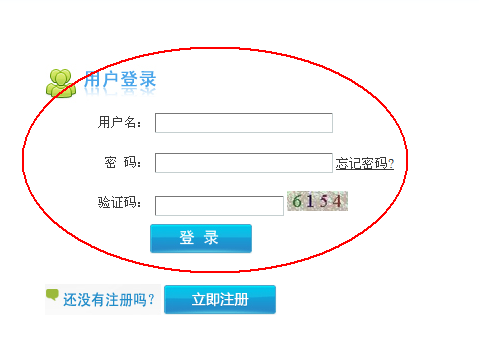 用户登录
用户名：
密 码： 忘记密码?
验证码： 6154
登 录
还没有注册吗? 立即注册